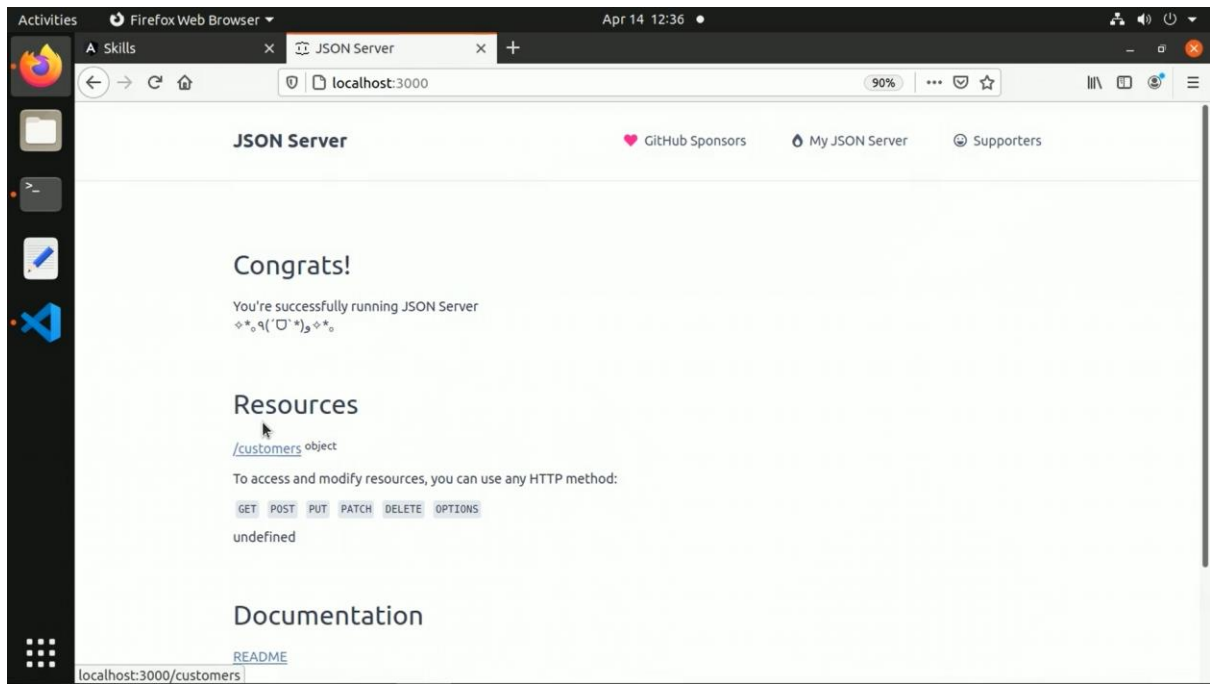 Activities Firefox Web Browser Apr 14 12:36
Skills JSON Server
localhost:3000 90%
JSON Server GitHub Sponsors My JSON Server Supporters
Congrats!
You're successfully running JSON Server
✧*｡٩(ˊᗜˋ*)و✧*｡
Resources
/customers object
To access and modify resources, you can use any HTTP method:
GET POST PUT PATCH DELETE OPTIONS
undefined
Documentation
README
localhost:3000/customers